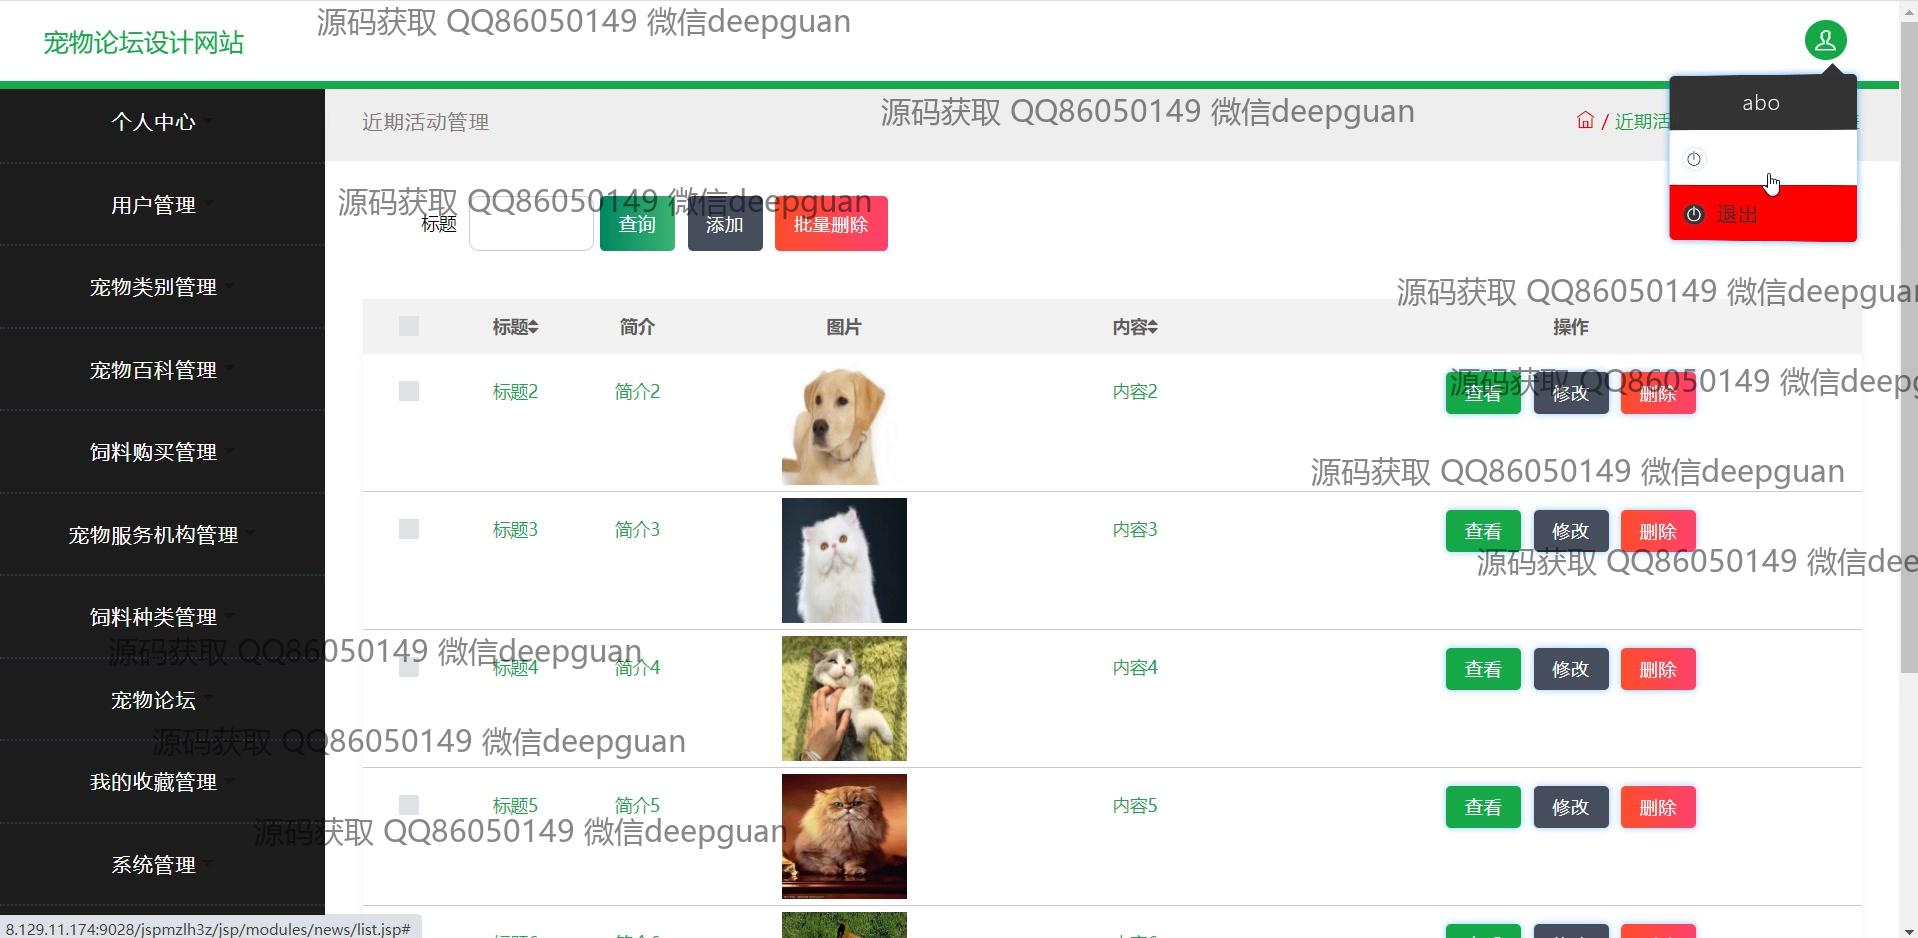 源码获取 QQ86050149 微信deepguan
宠物论坛设计网站
abo
退出
个人中心
用户管理
宠物类别管理
宠物百科管理
饲料购买管理
宠物服务机构管理
饲料种类管理
宠物论坛
我的收藏管理
系统管理
近期活动管理
源码获取 QQ86050149 微信deepguan
/ 近期活
源码获取 QQ86050149 微信deepguan
标题 查询 添加 批量删除
源码获取 QQ86050149 微信deepguan
标题 简介 图片 内容 操作
源码获取 QQ86050149 微信deepg
标题2 简介2 内容2 查看 修改 删除
源码获取 QQ86050149 微信deepguan
标题3 简介3 内容3 查看 修改 删除
源码获取 QQ86050149 微信dee
源码获取 QQ86050149 微信deepguan
标题4 简介4 内容4 查看 修改 删除
源码获取 QQ86050149 微信deepguan
标题5 简介5 内容5 查看 修改 删除
源码获取 QQ86050149 微信deepguan
8.129.11.174:9028/jspmzlh3z/jsp/modules/news/list.jsp#